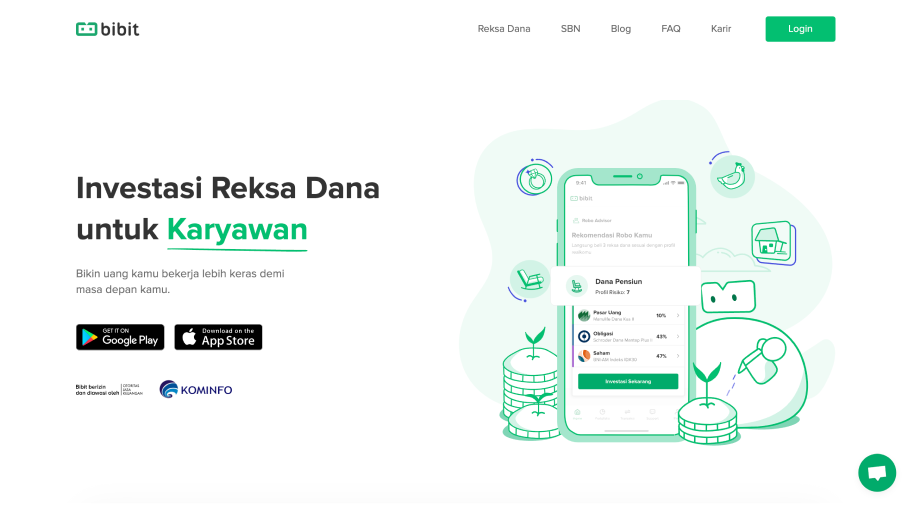 bibit
Reksa Dana
SBN
Blog
FAQ
Karir
Login
Investasi Reksa Dana
untuk Karyawan
Bikin uang kamu bekerja lebih keras demi
masa depan kamu.
GET IT ON
Google Play
Download on the
App Store
Bibit berizin
dan diawasi oleh
OTORITAS
JASA
KEUANGAN
KOMINFO
9:41
bibit
Robo Advisor
Rekomendasi Robo Kamu
Dana Pensiun
Profil Risiko: 7
Pasar Uang
10%
Obligasi
43%
Saham
47%
Investasi Sekarang